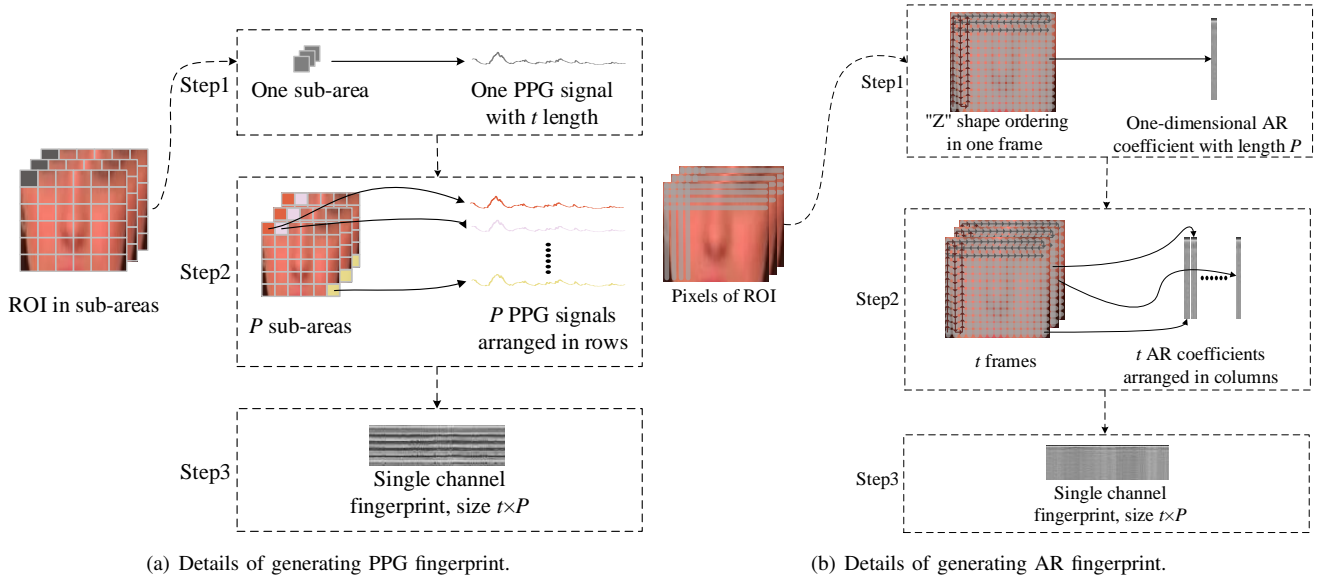 Step1
One sub-area
One PPG signal
with t length
ROI in sub-areas
Step2
P sub-areas
P PPG signals
arranged in rows
Step3
Single channel
fingerprint, size t×P
(a) Details of generating PPG fingerprint.
Step1
"Z" shape ordering
in one frame
One-dimensional AR
coefficient with length P
Pixels of ROI
Step2
t frames
t AR coefficients
arranged in columns
Step3
Single channel
fingerprint, size t×P
(b) Details of generating AR fingerprint.